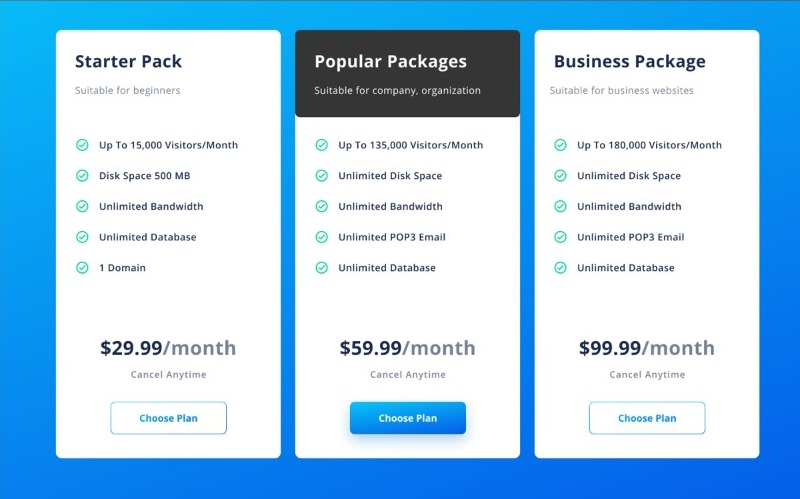 Starter Pack
Suitable for beginners
Up To 15,000 Visitors/Month
Disk Space 500 MB
Unlimited Bandwidth
Unlimited Database
1 Domain
$29.99/month
Cancel Anytime
Choose Plan
Popular Packages
Suitable for company, organization
Up To 135,000 Visitors/Month
Unlimited Disk Space
Unlimited Bandwidth
Unlimited POP3 Email
Unlimited Database
$59.99/month
Cancel Anytime
Choose Plan
Business Package
Suitable for business websites
Up To 180,000 Visitors/Month
Unlimited Disk Space
Unlimited Bandwidth
Unlimited POP3 Email
Unlimited Database
$99.99/month
Cancel Anytime
Choose Plan